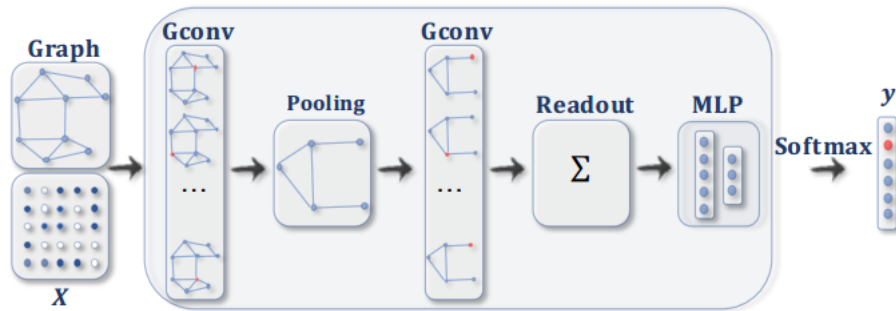 Graph
X
Gconv
...
Pooling
Gconv
...
Readout
Σ
MLP
Softmax
y